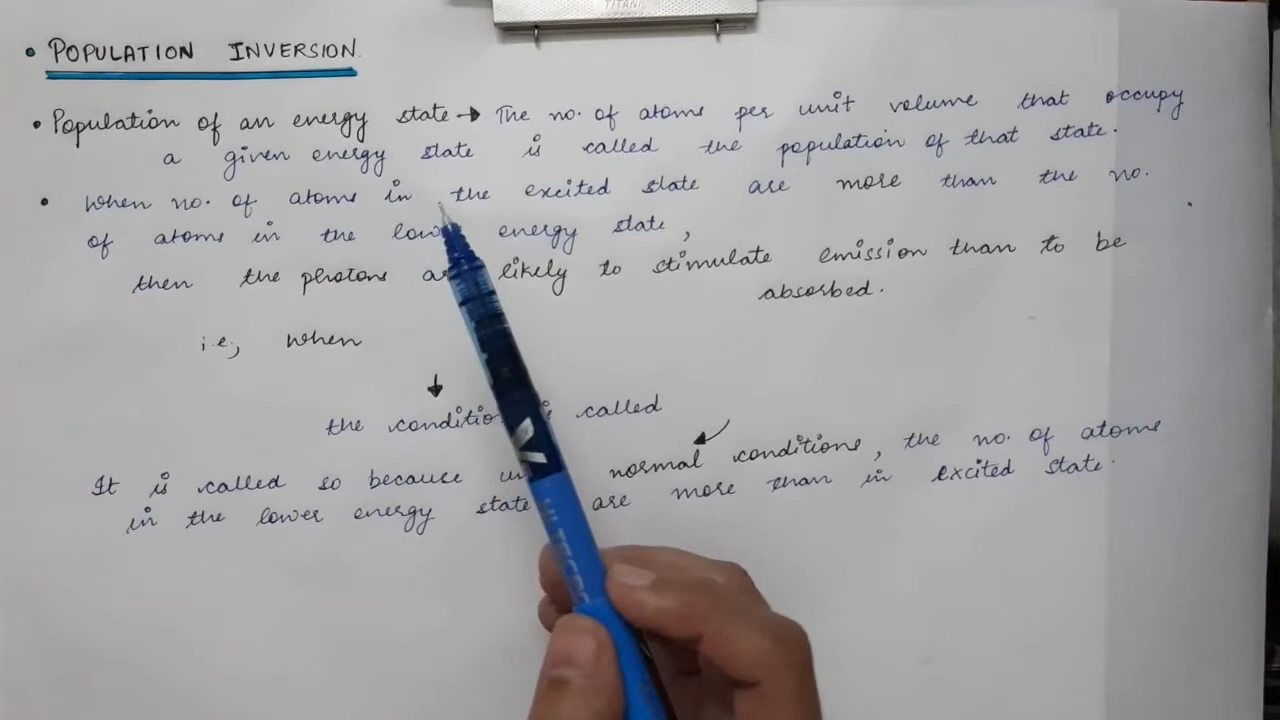 TITANIC
• POPULATION INVERSION.
• Population of an energy state → The no. of atoms per unit volume that occupy
a given energy state is called the population of that state.
• When no. of atoms in the excited state are more than the no.
of atoms in the energy state,
then the photons likely to stimulate emission than to be
absorbed.
i.e, when
↓
the called
It is called so because normal conditions, the no. of atoms
in the lower energy state are more than in excited state.
V
HI-TECPO